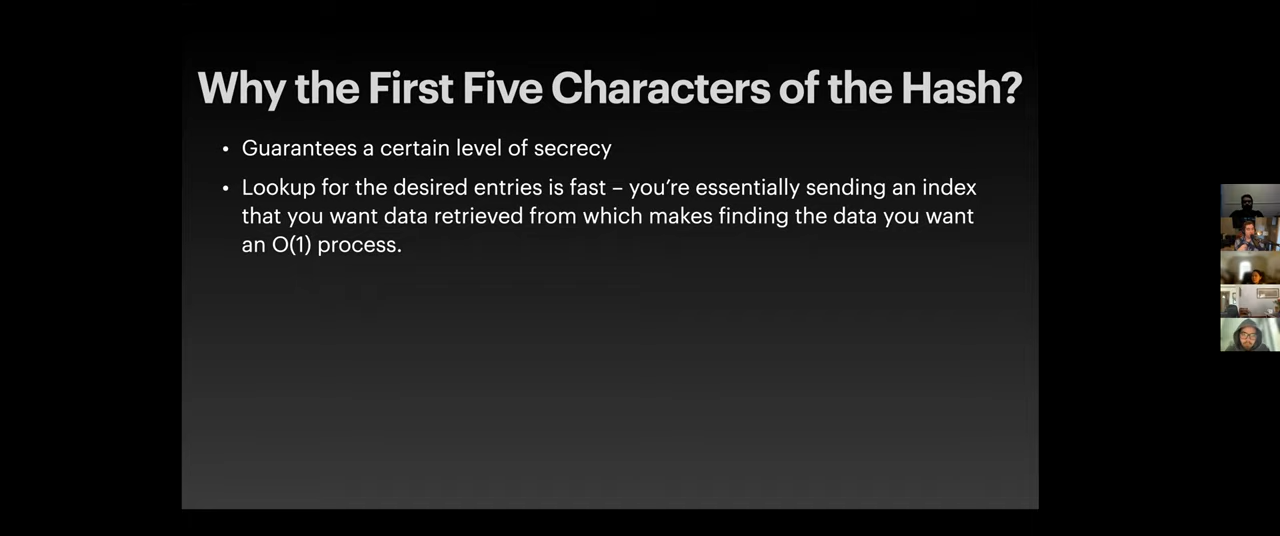 Why the First Five Characters of the Hash?
• Guarantees a certain level of secrecy
• Lookup for the desired entries is fast – you're essentially sending an index
that you want data retrieved from which makes finding the data you want
an O(1) process.